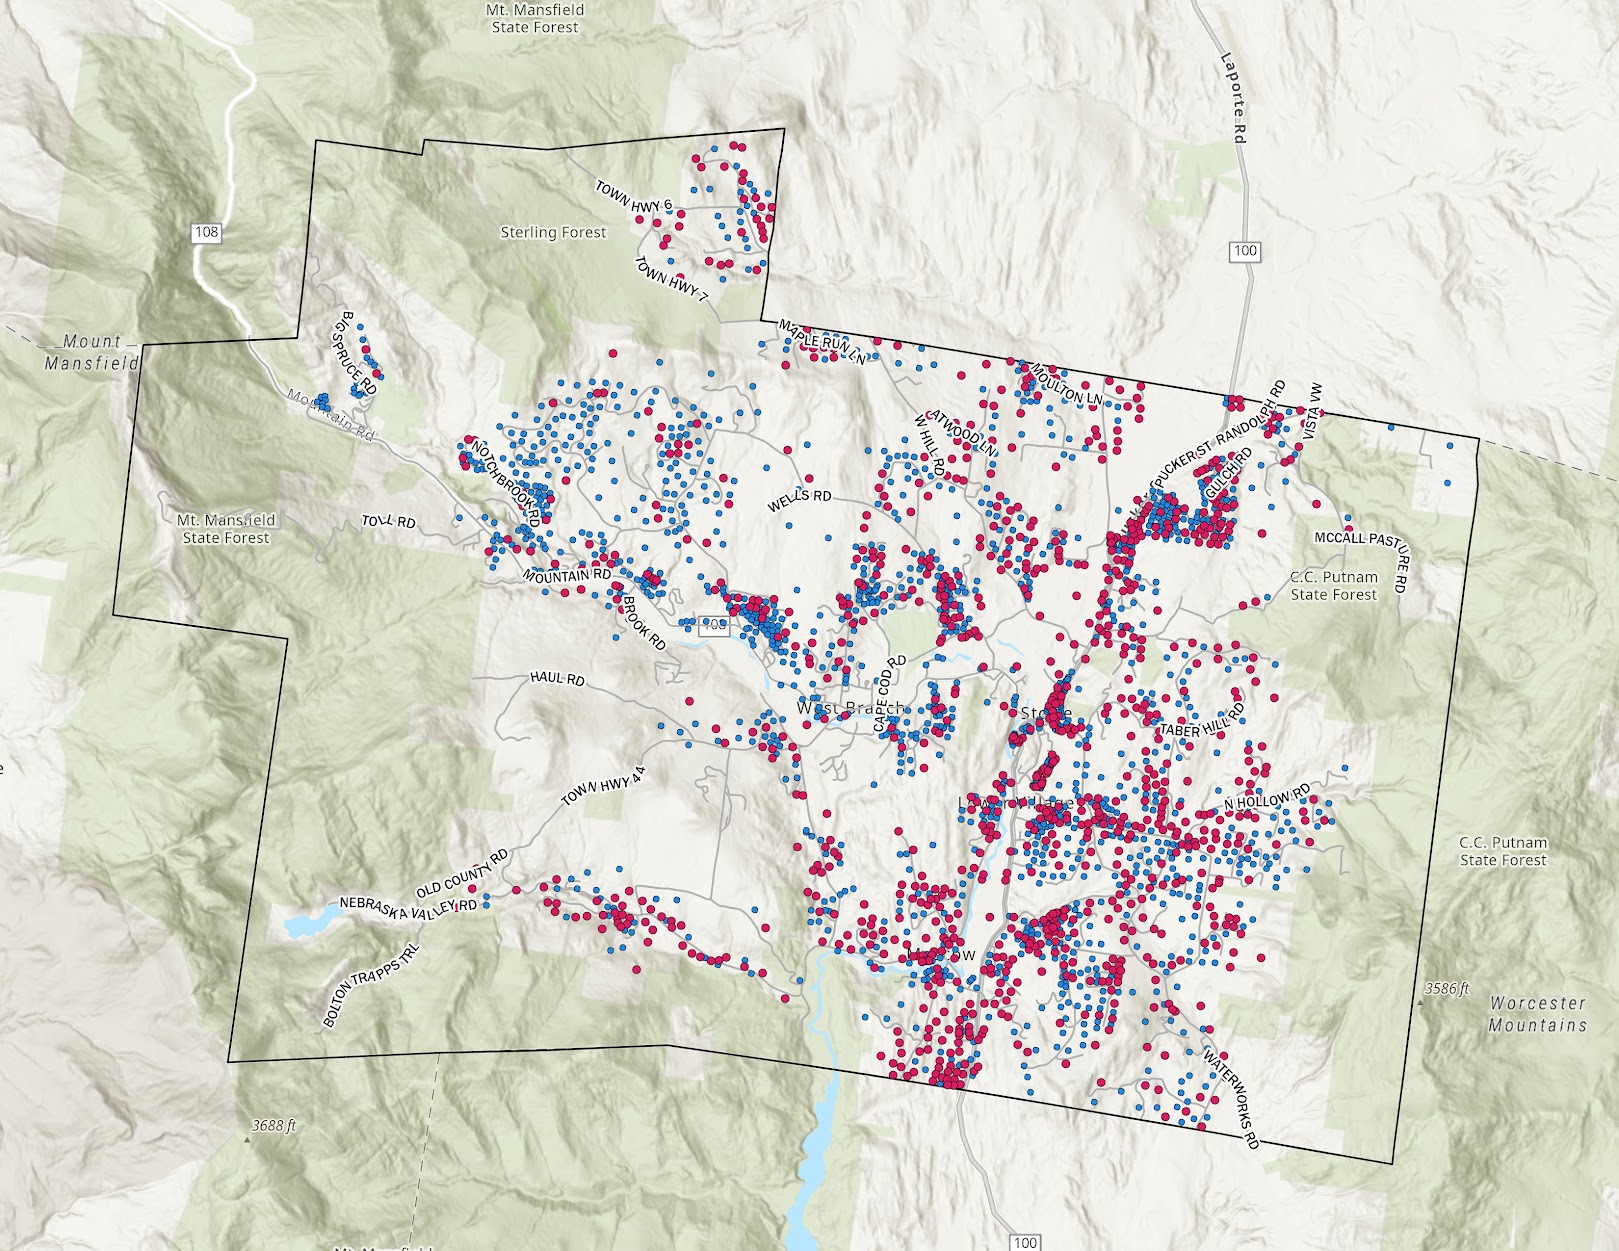 Mt. Mansfield
State Forest
Laporte Rd
TOWN HWY 6
108
Sterling Forest
100
TOWN HWY 7
Mount
Mansfield
BIG SPRUCE RD
MAPLE RUN LN
MOULTON LN
Mountain Rd
ATWOOD LN
W HILL RD
PUCKER ST
RANDOLPH RD
VISTA VW
NOTCHBROOK RD
GULCH RD
WELLS RD
Mt. Mansfield
State Forest
TOLL RD
MCCALL PASTURE RD
MOUNTAIN RD
C.C. Putnam
State Forest
BROOK RD
108
HAUL RD
CAPE COD RD
West Branch
Stowe
TABER HILL RD
TOWN HWY 44
Lower Village
N HOLLOW RD
C.C. Putnam
State Forest
OLD COUNTY RD
NEBRASKA VALLEY RD
Moscow
BOLTON TRAPPS TRL
3586 ft
Worcester
Mountains
WATERWORKS RD
3688 ft
100
Mt. Mansfield